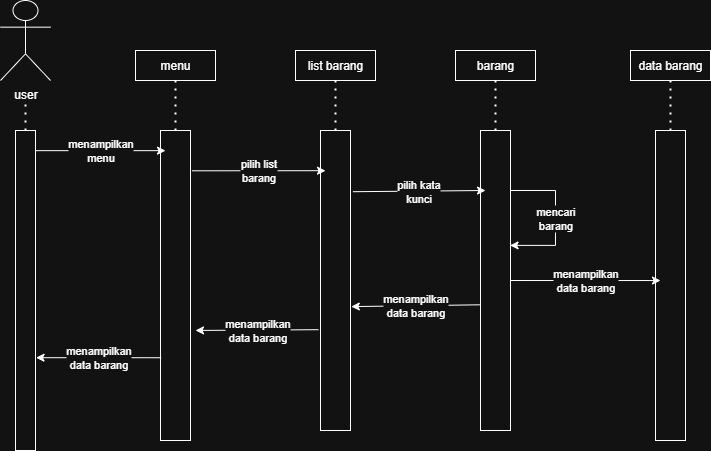 menu
list barang
barang
data barang
user
menampilkan
menu
pilih list
barang
pilih kata
kunci
mencari
barang
menampilkan
data barang
menampilkan
data barang
menampilkan
data barang
menampilkan
data barang